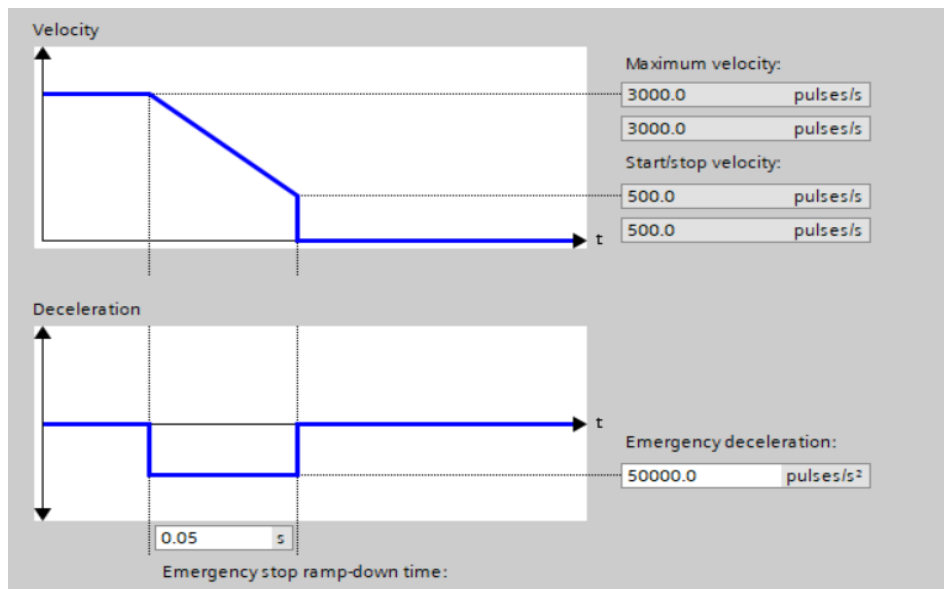 Velocity
Maximum velocity:
3000.0 pulses/s
3000.0 pulses/s
Start/stop velocity:
500.0 pulses/s
500.0 pulses/s
t
Deceleration
t
Emergency deceleration:
50000.0 pulses/s²
0.05 s
Emergency stop ramp-down time: